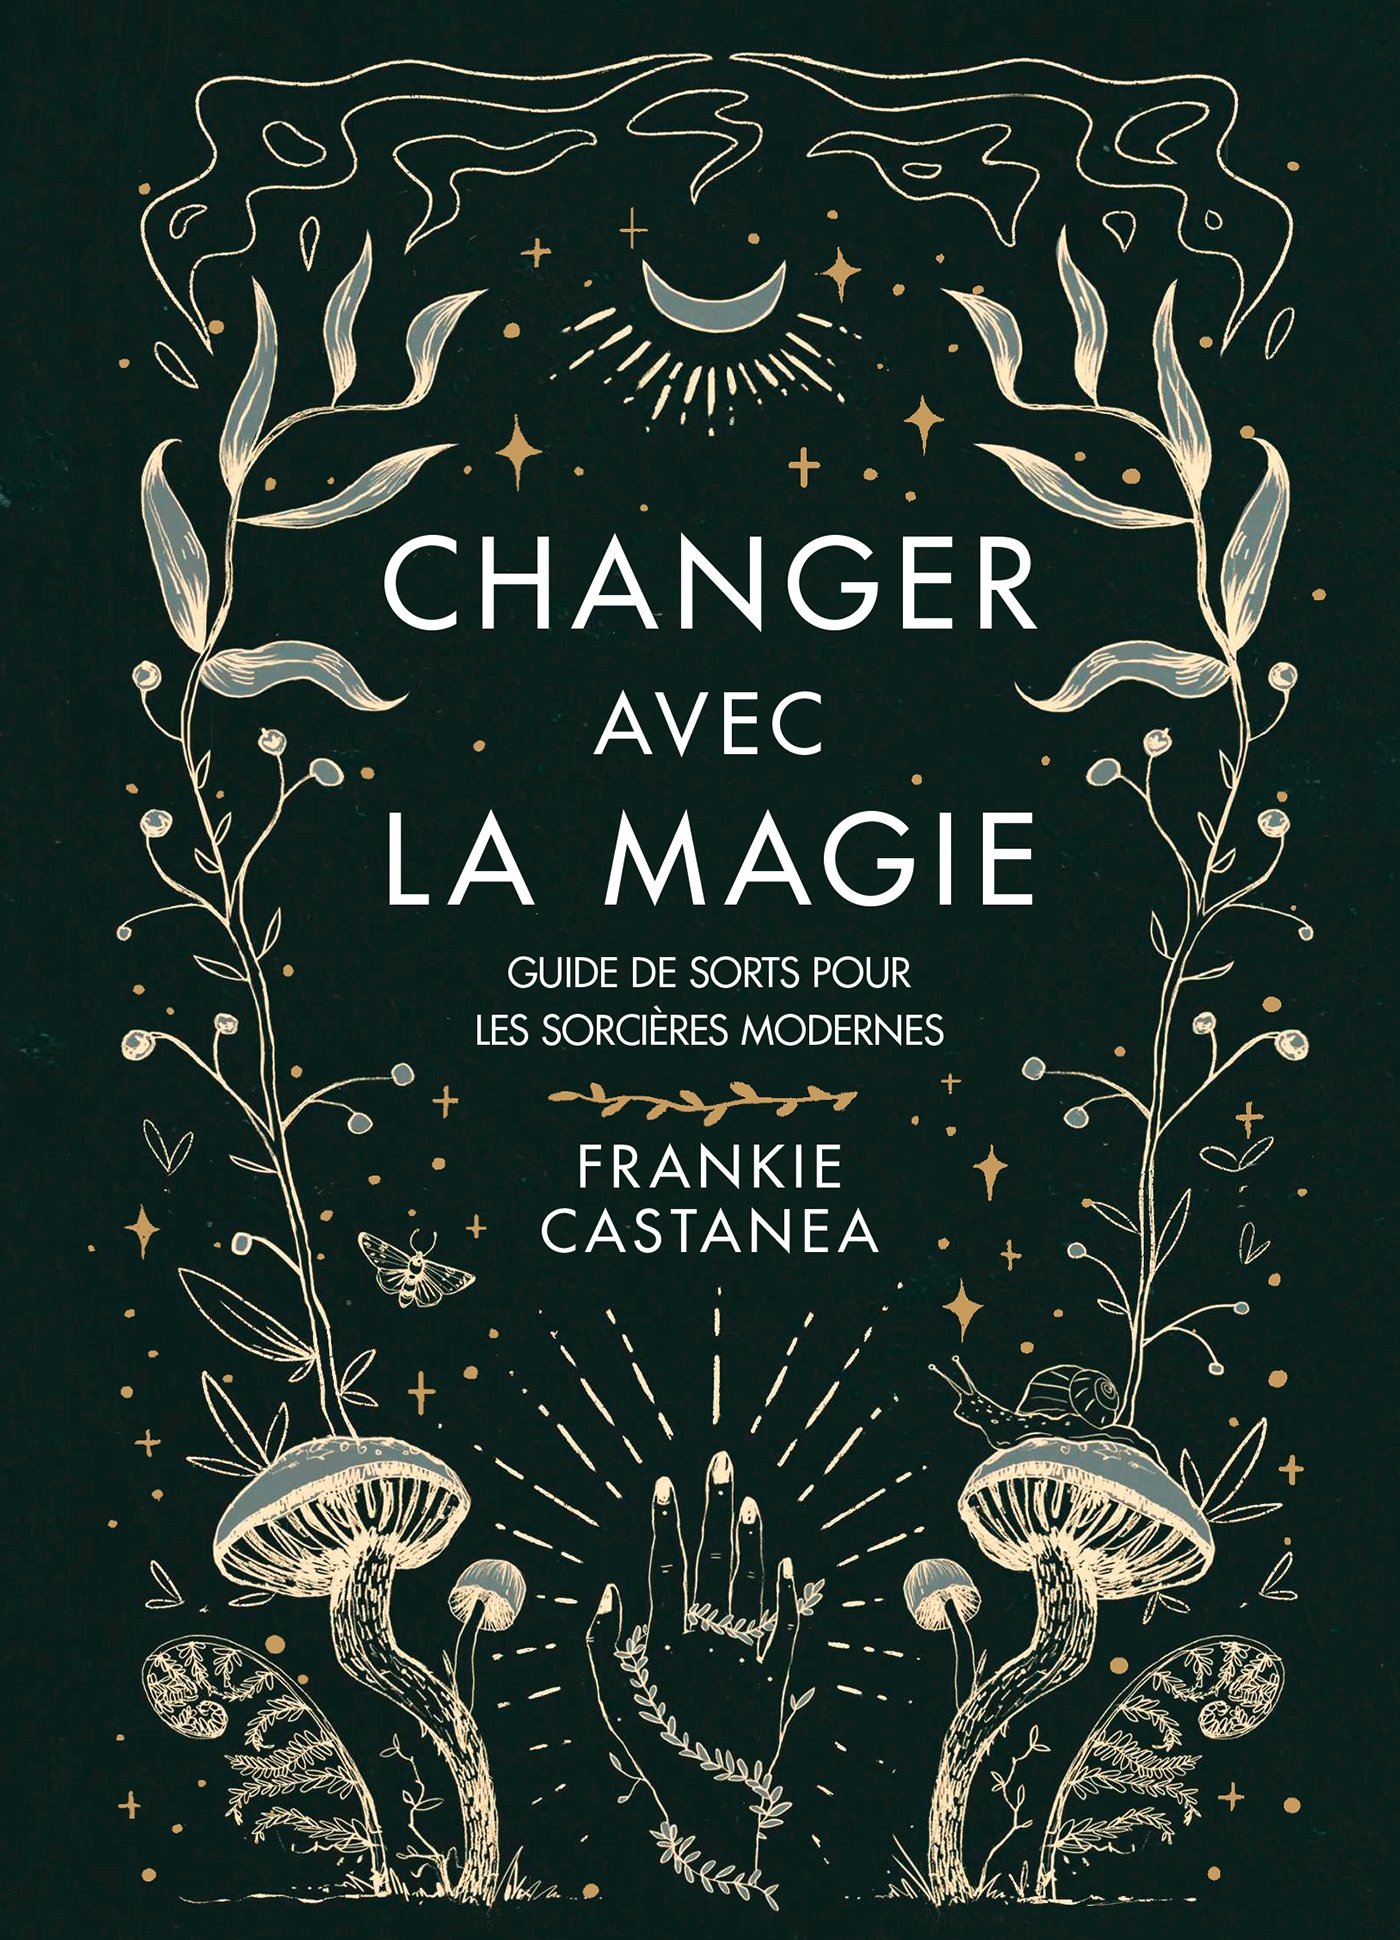 CHANGER
AVEC
LA MAGIE
GUIDE DE SORTS POUR
LES SORCIÈRES MODERNES
FRANKIE
CASTANEA